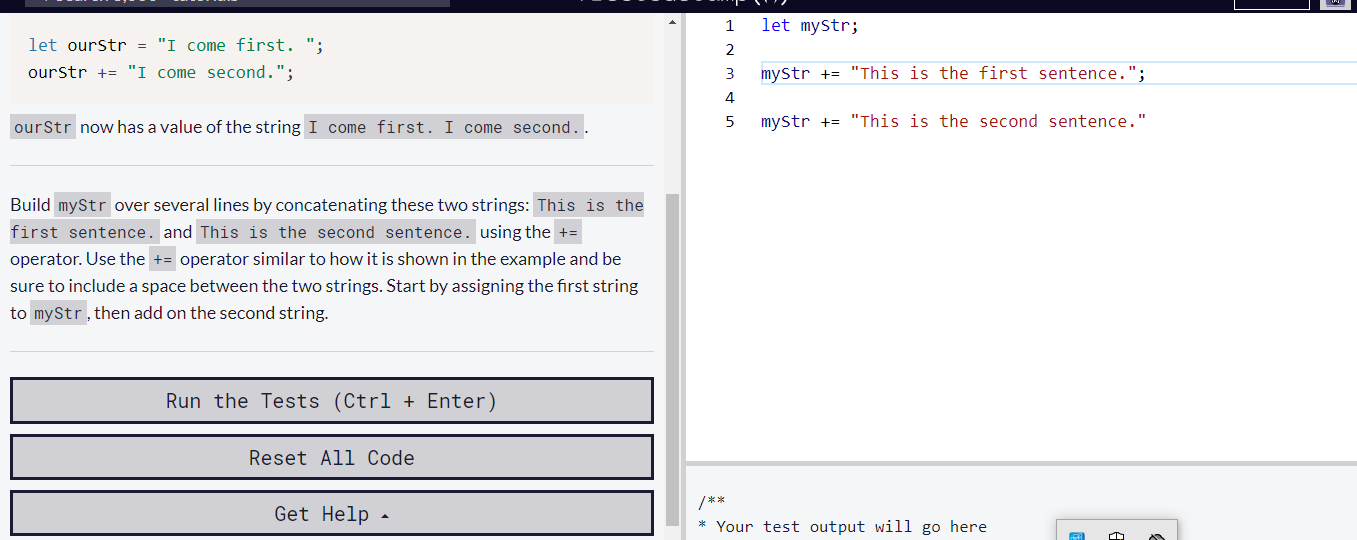 let ourStr = "I come first. ";
ourStr += "I come second.";
ourStr now has a value of the string I come first. I come second. .
Build myStr over several lines by concatenating these two strings: This is the
first sentence. and This is the second sentence. using the +=
operator. Use the += operator similar to how it is shown in the example and be
sure to include a space between the two strings. Start by assigning the first string
to myStr , then add on the second string.
Run the Tests (Ctrl + Enter)
Reset All Code
Get Help
1 let myStr;
2
3 myStr += "This is the first sentence.";
4
5 myStr += "This is the second sentence."
/**
* Your test output will go here